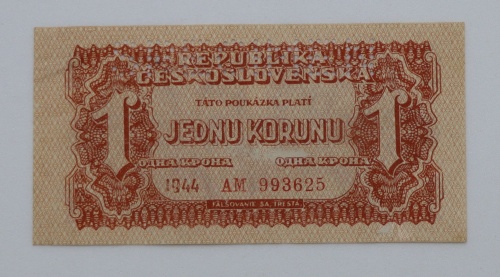 REPUBLIKA
ČESKOSLOVENSKÁ
TÁTO POUKÁZKA PLATÍ
1 JEDNU KORUNU 1
ОДНА КРОНА ОДНА КРОНА
1944 AM 993625
FALŠOVANIE SA TRESTÁ